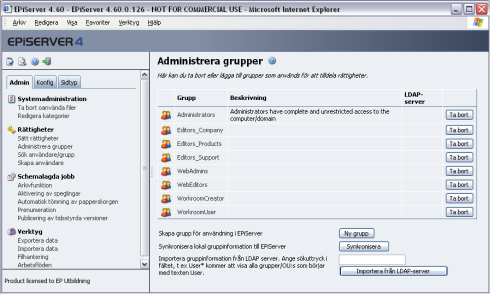 EPiServer 4.60 - EPiServer 4.60.0.126 - NOT FOR COMMERCIAL USE - Microsoft Internet Explorer
Arkiv Redigera Visa Favoriter Verktyg Hjälp
EPiSERVER 4
Admin Konfig Sidtyp
Systemadministration
Ta bort oanvända filer
Redigera kategorier
Rättigheter
Sätt rättigheter
Administrera grupper
Sök användare/grupp
Skapa användare
Schemalagda jobb
Arkivfunktion
Aktivering av speglingar
Automatisk tömning av papperskorgen
Prenumeration
Publicering av tidsstyrda versioner
Verktyg
Exportera data
Importera data
Filhantering
Arbetsflöden
Product licensed to EP Utbildning
Administrera grupper
Här kan du ta bort eller lägga till grupper som används för att tilldela rättigheter.
Grupp Beskrivning LDAP-server
Administrators Administrators have complete and unrestricted access to the computer/domain Ta bort
Editors_Company Ta bort
Editors_Products Ta bort
Editors_Support Ta bort
WebAdmins Ta bort
WebEditors Ta bort
WorkroomCreator Ta bort
WorkroomUser Ta bort
Skapa grupp för användning i EPiServer Ny grupp
Synkronisera lokal gruppinformation till EPiServer Synkronisera
Importera gruppinformation från LDAP server. Ange sökuttryck i
fältet, t ex User* kommer att visa alla grupper/OU:s som börjar
med texten User.
Importera från LDAP-server